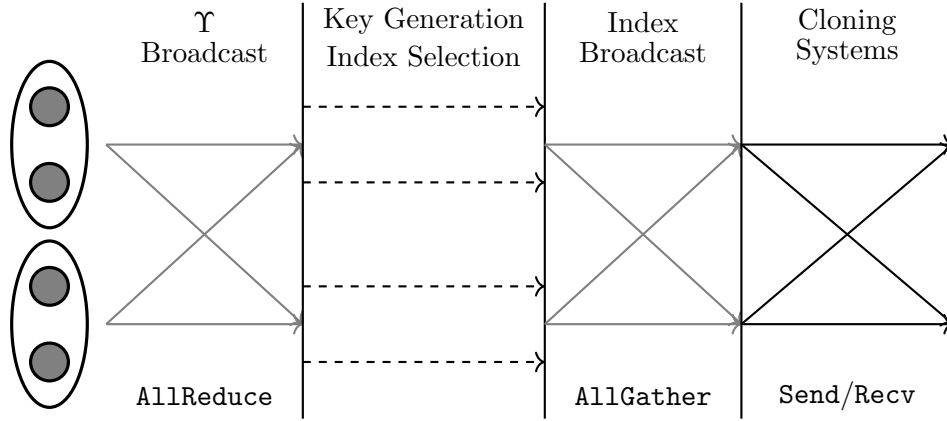 ϒ
Broadcast
Key Generation
Index Selection
Index
Broadcast
Cloning
Systems
AllReduce
AllGather
Send/Recv